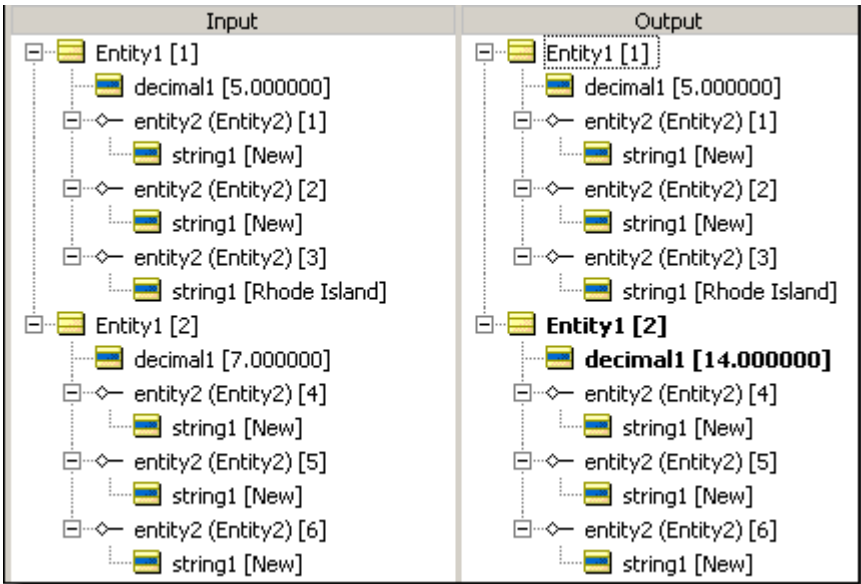 Input
Entity1 [1]
decimal1 [5.000000]
entity2 (Entity2) [1]
string1 [New]
entity2 (Entity2) [2]
string1 [New]
entity2 (Entity2) [3]
string1 [Rhode Island]
Entity1 [2]
decimal1 [7.000000]
entity2 (Entity2) [4]
string1 [New]
entity2 (Entity2) [5]
string1 [New]
entity2 (Entity2) [6]
string1 [New]
Output
Entity1 [1]
decimal1 [5.000000]
entity2 (Entity2) [1]
string1 [New]
entity2 (Entity2) [2]
string1 [New]
entity2 (Entity2) [3]
string1 [Rhode Island]
Entity1 [2]
decimal1 [14.000000]
entity2 (Entity2) [4]
string1 [New]
entity2 (Entity2) [5]
string1 [New]
entity2 (Entity2) [6]
string1 [New]